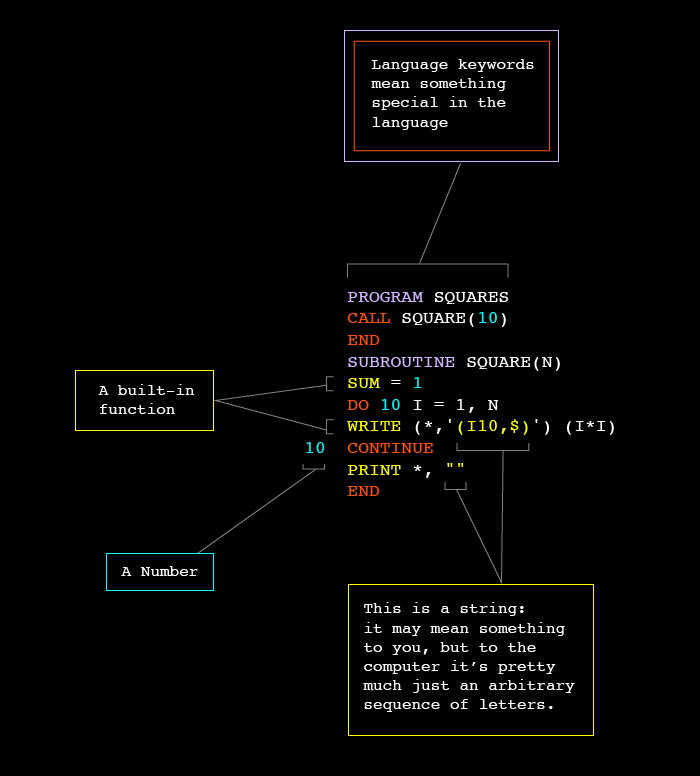 Language keywords
mean something
special in the
language
PROGRAM SQUARES
CALL SQUARE(10)
END
SUBROUTINE SQUARE(N)
SUM = 1
DO 10 I = 1, N
WRITE (*,'(I10,$)') (I*I)
10 CONTINUE
PRINT *, ""
END
A built-in
function
A Number
This is a string:
it may mean something
to you, but to the
computer it's pretty
much just an arbitrary
sequence of letters.